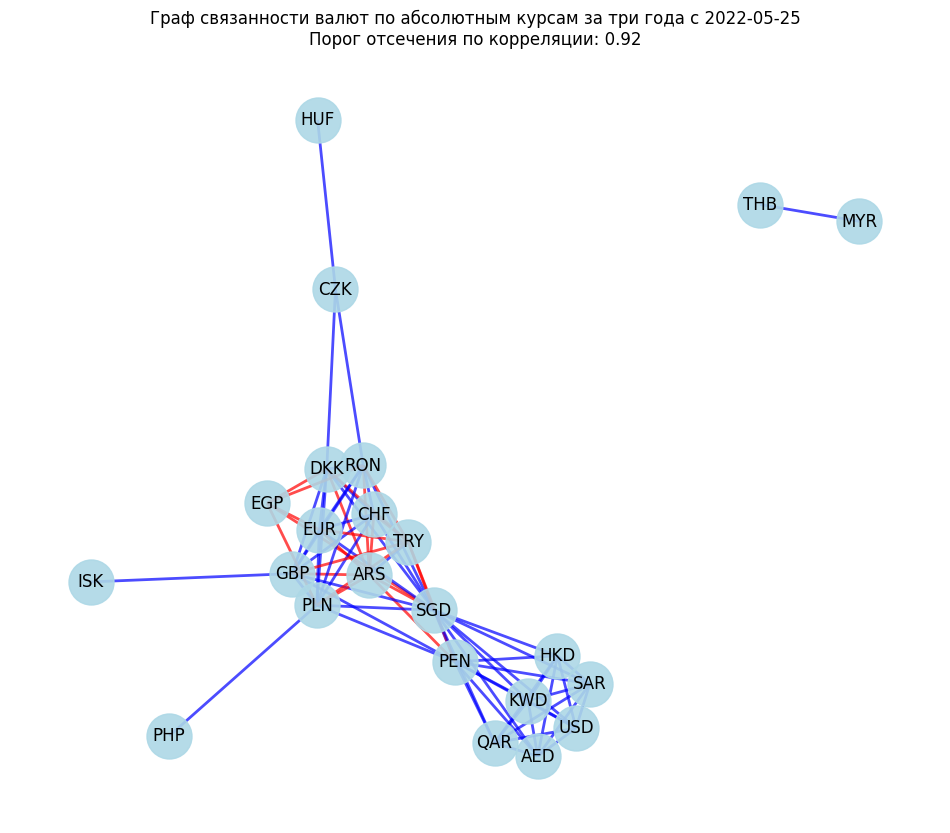 Граф связанности валют по абсолютным курсам за три года с 2022-05-25
Порог отсечения по корреляции: 0.92
HUF
THB
MYR
CZK
DKK
RON
EGP
CHF
EUR
TRY
GBP
ARS
ISK
PLN
SGD
HKD
PEN
SAR
KWD
USD
PHP
QAR
AED